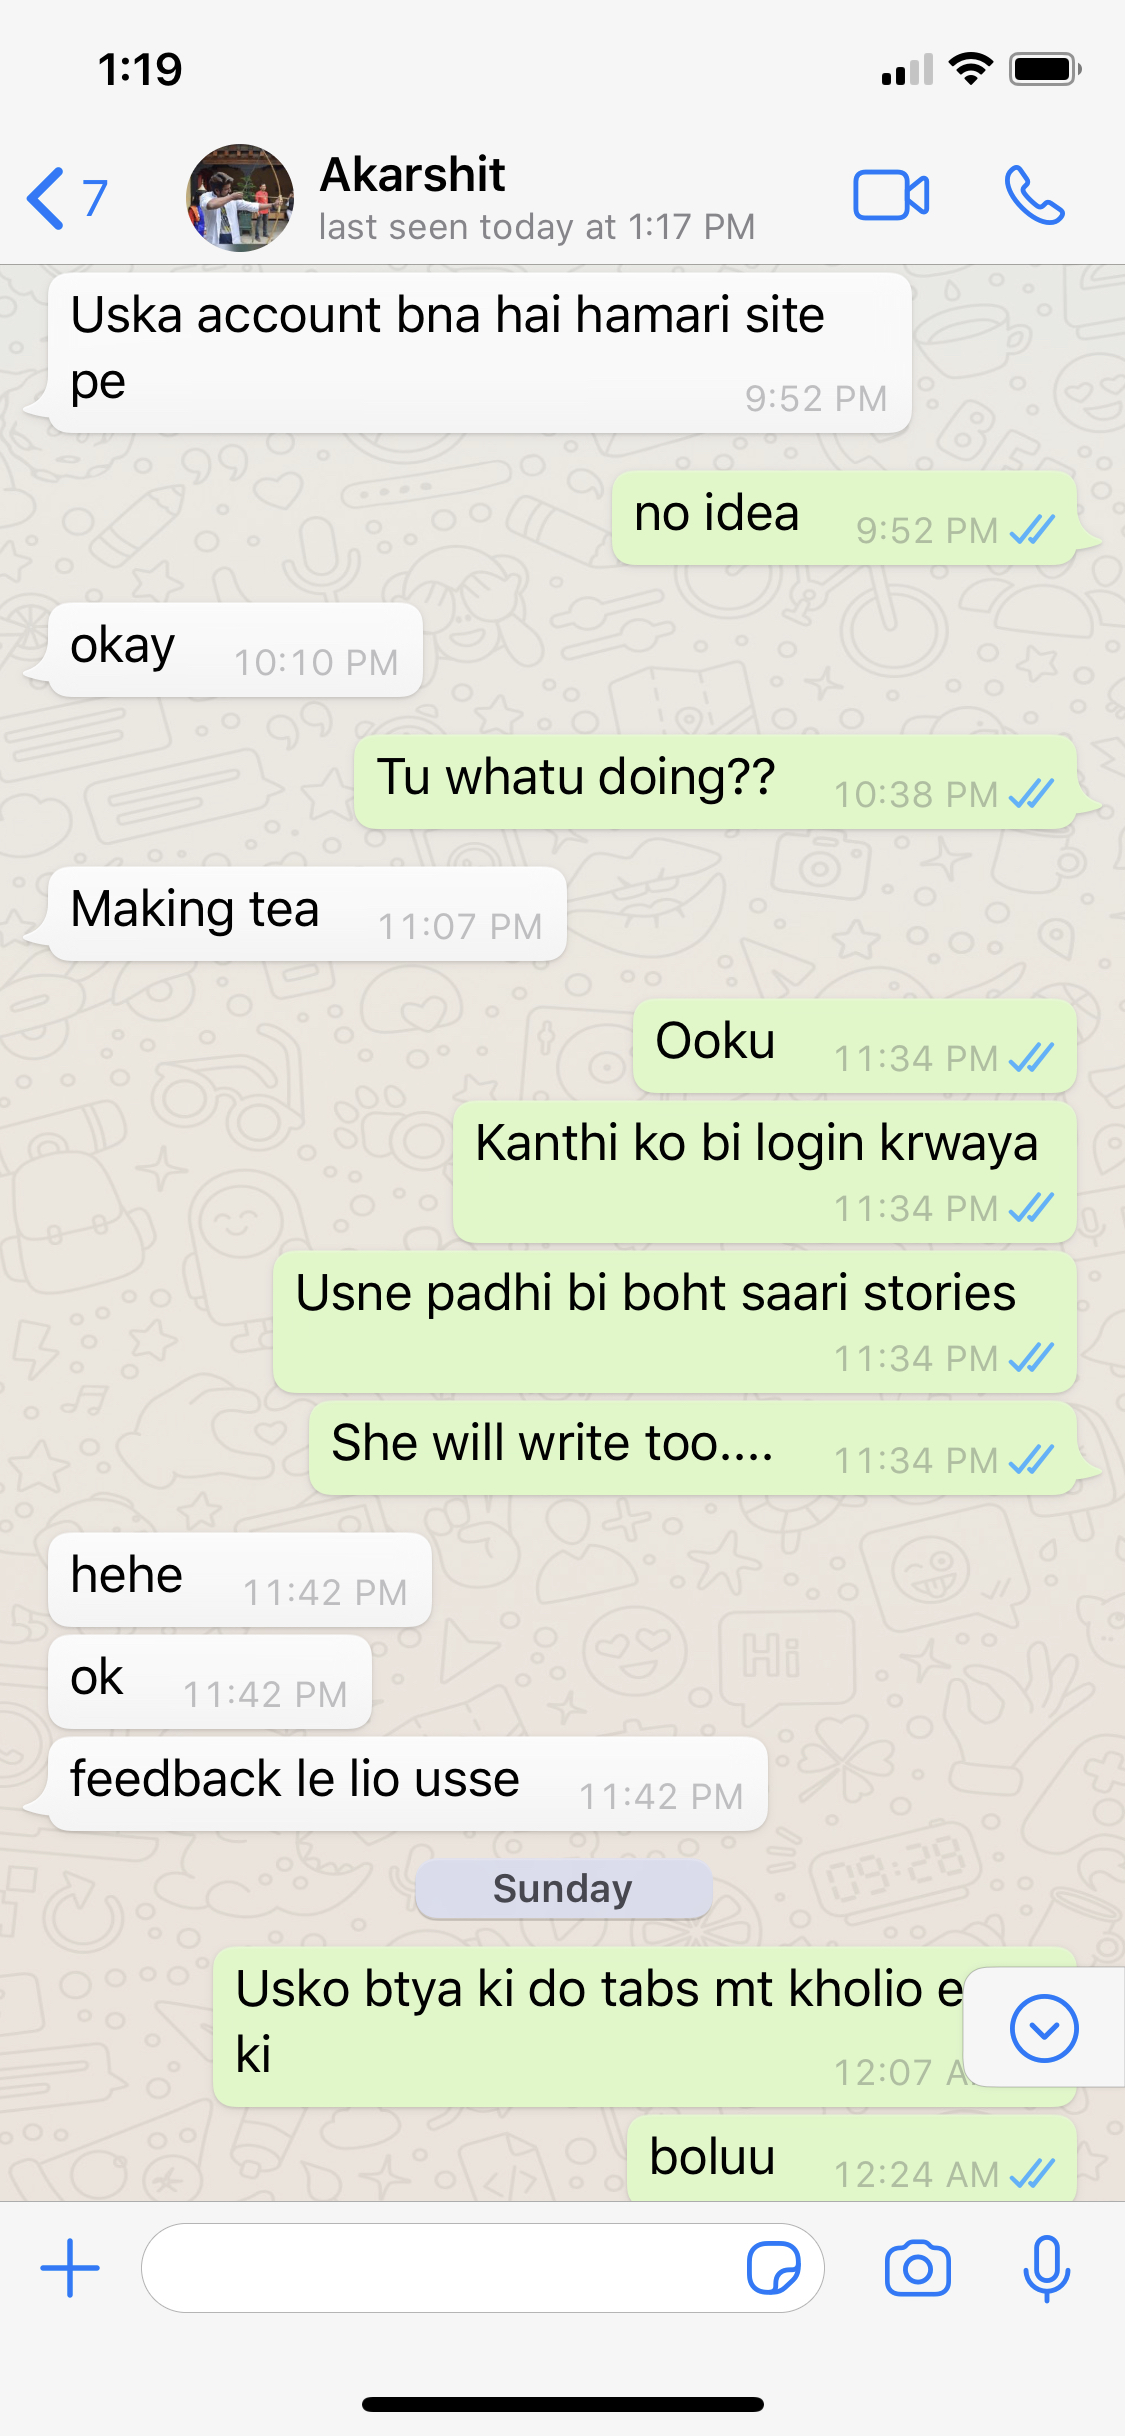 1:19
7
Akarshit
last seen today at 1:17 PM
Uska account bna hai hamari site
pe
9:52 PM
no idea
9:52 PM
okay
10:10 PM
Tu whatu doing??
10:38 PM
Making tea
11:07 PM
Ooku
11:34 PM
Kanthi ko bi login krwaya
11:34 PM
Usne padhi bi boht saari stories
11:34 PM
She will write too....
11:34 PM
hehe
11:42 PM
ok
11:42 PM
feedback le lio usse
11:42 PM
Sunday
Usko btya ki do tabs mt kholio
ki
12:07
boluu
12:24 AM